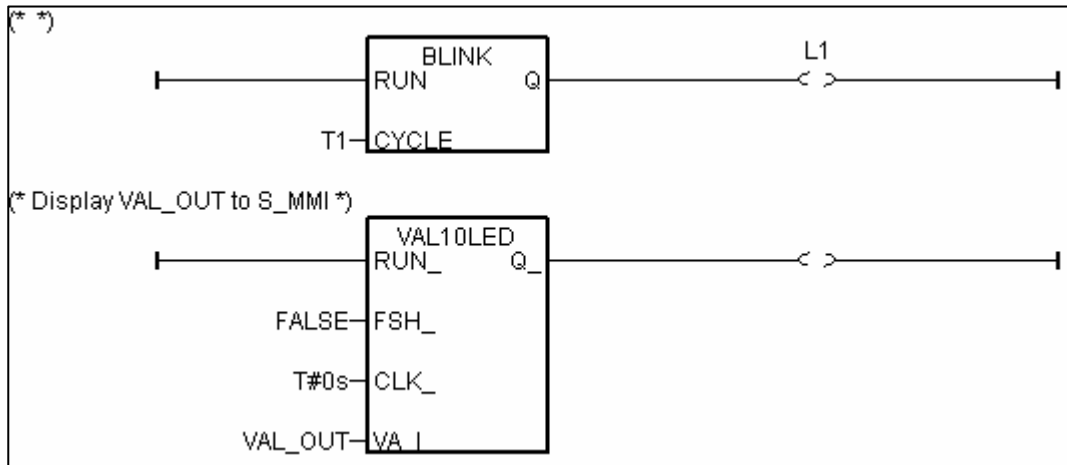 (* *)
BLINK
L1
RUN Q
T1 CYCLE
(* Display VAL_OUT to S_MMI *)
VAL10LED
RUN_ Q_
FALSE FSH_
T#0s CLK_
VAL_OUT